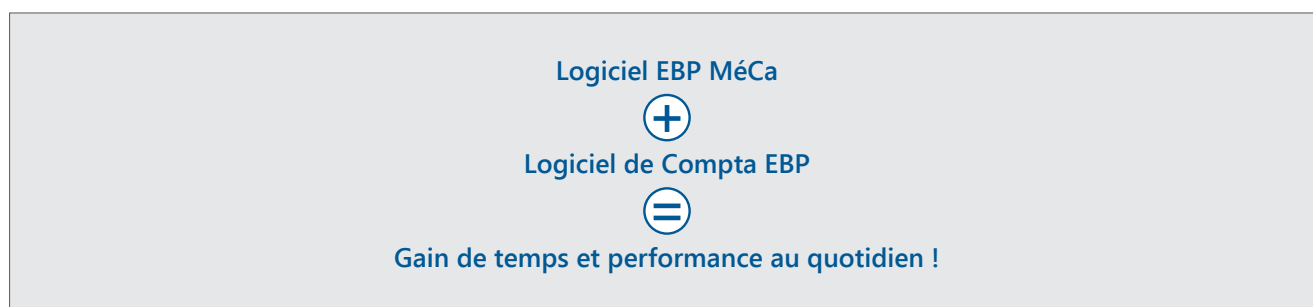 Logiciel EBP MéCa
+
Logiciel de Compta EBP
=
Gain de temps et performance au quotidien !